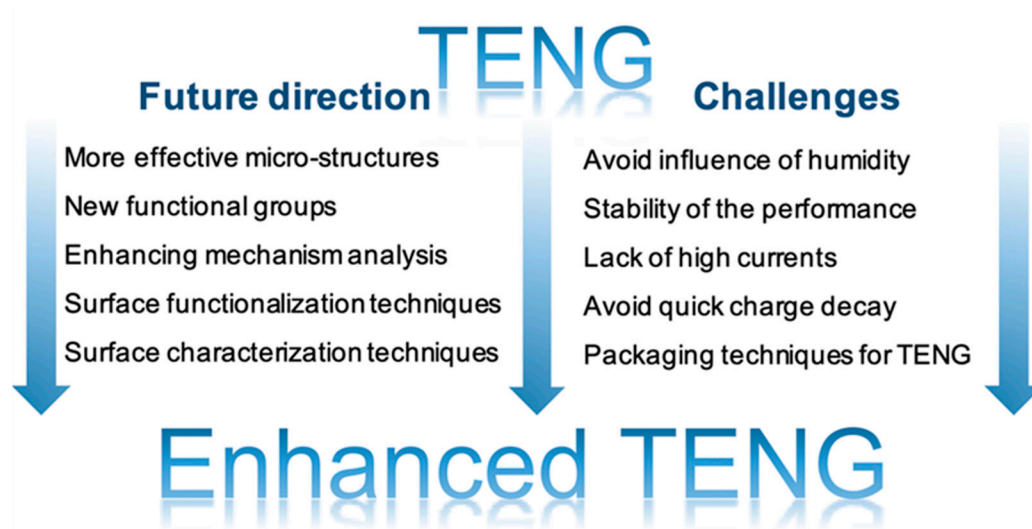 TENG
Future direction
More effective micro-structures
New functional groups
Enhancing mechanism analysis
Surface functionalization techniques
Surface characterization techniques
Challenges
Avoid influence of humidity
Stability of the performance
Lack of high currents
Avoid quick charge decay
Packaging techniques for TENG
Enhanced TENG